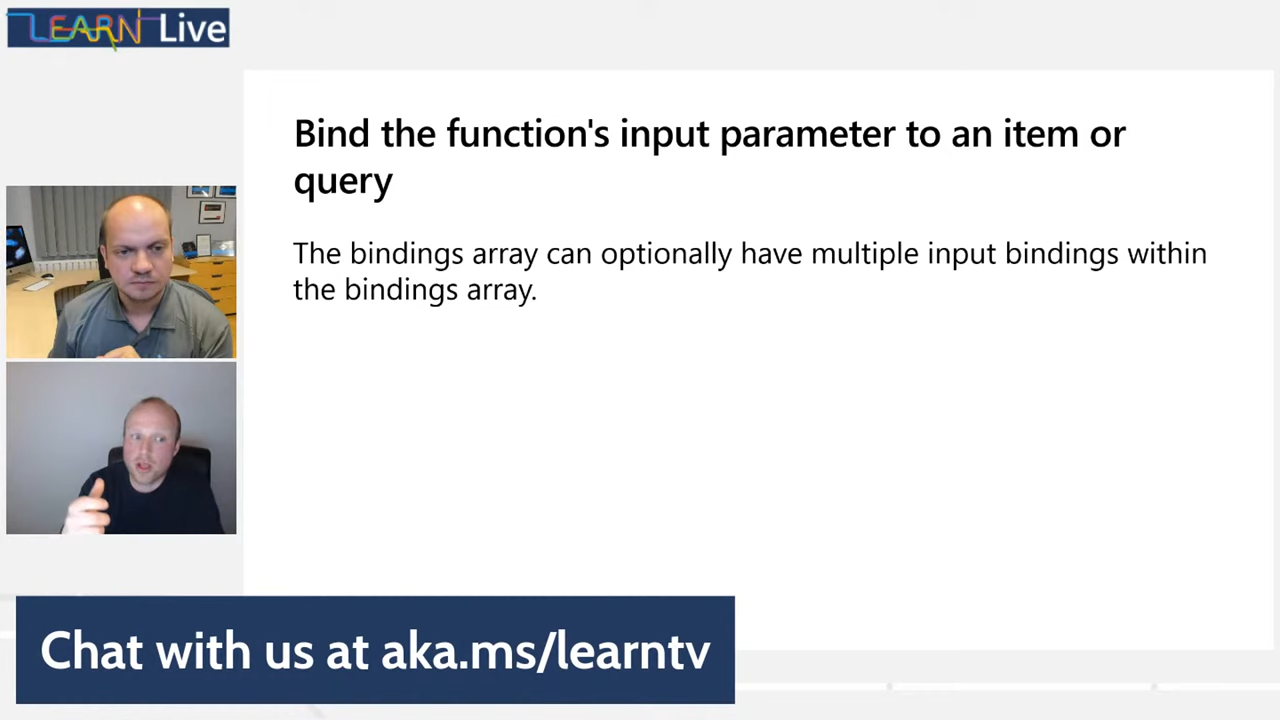 LEARN Live
Bind the function's input parameter to an item or
query
The bindings array can optionally have multiple input bindings within
the bindings array.
Chat with us at aka.ms/learntv